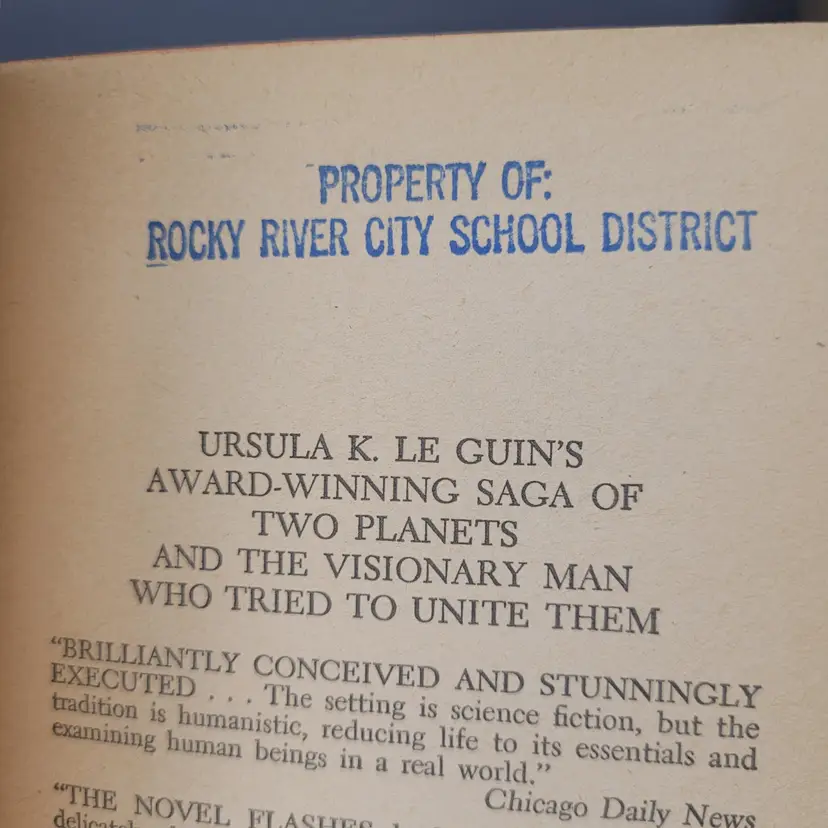 PROPERTY OF:
ROCKY RIVER CITY SCHOOL DISTRICT
URSULA K. LE GUIN'S
AWARD-WINNING SAGA OF
TWO PLANETS
AND THE VISIONARY MAN
WHO TRIED TO UNITE THEM
"BRILLIANTLY CONCEIVED AND STUNNINGLY
EXECUTED . . . The setting is science fiction, but the
tradition is humanistic, reducing life to its essentials and
examining human beings in a real world."
Chicago Daily News
"THE NOVEL FLASHES